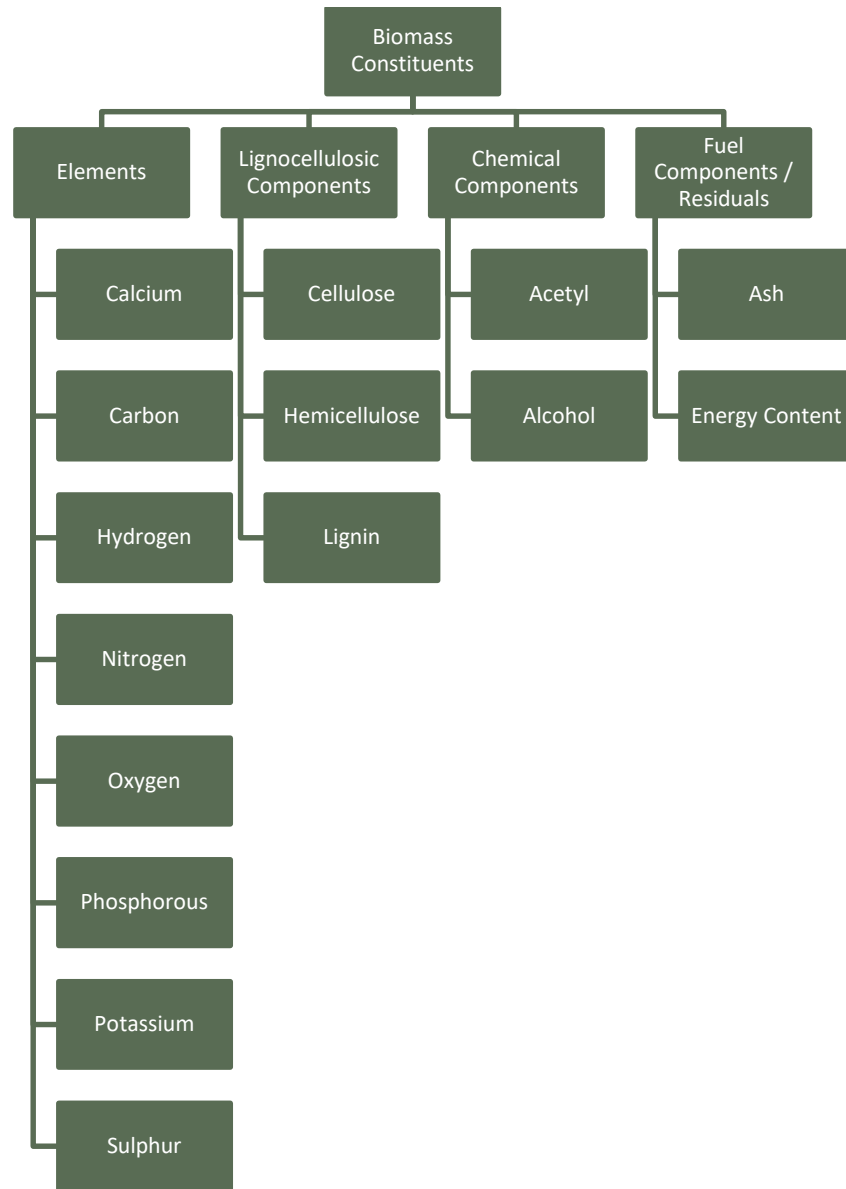 Biomass
Constituents
Elements
Lignocellulosic
Components
Chemical
Components
Fuel
Components /
Residuals
Calcium
Cellulose
Acetyl
Ash
Carbon
Hemicellulose
Alcohol
Energy Content
Hydrogen
Lignin
Nitrogen
Oxygen
Phosphorous
Potassium
Sulphur